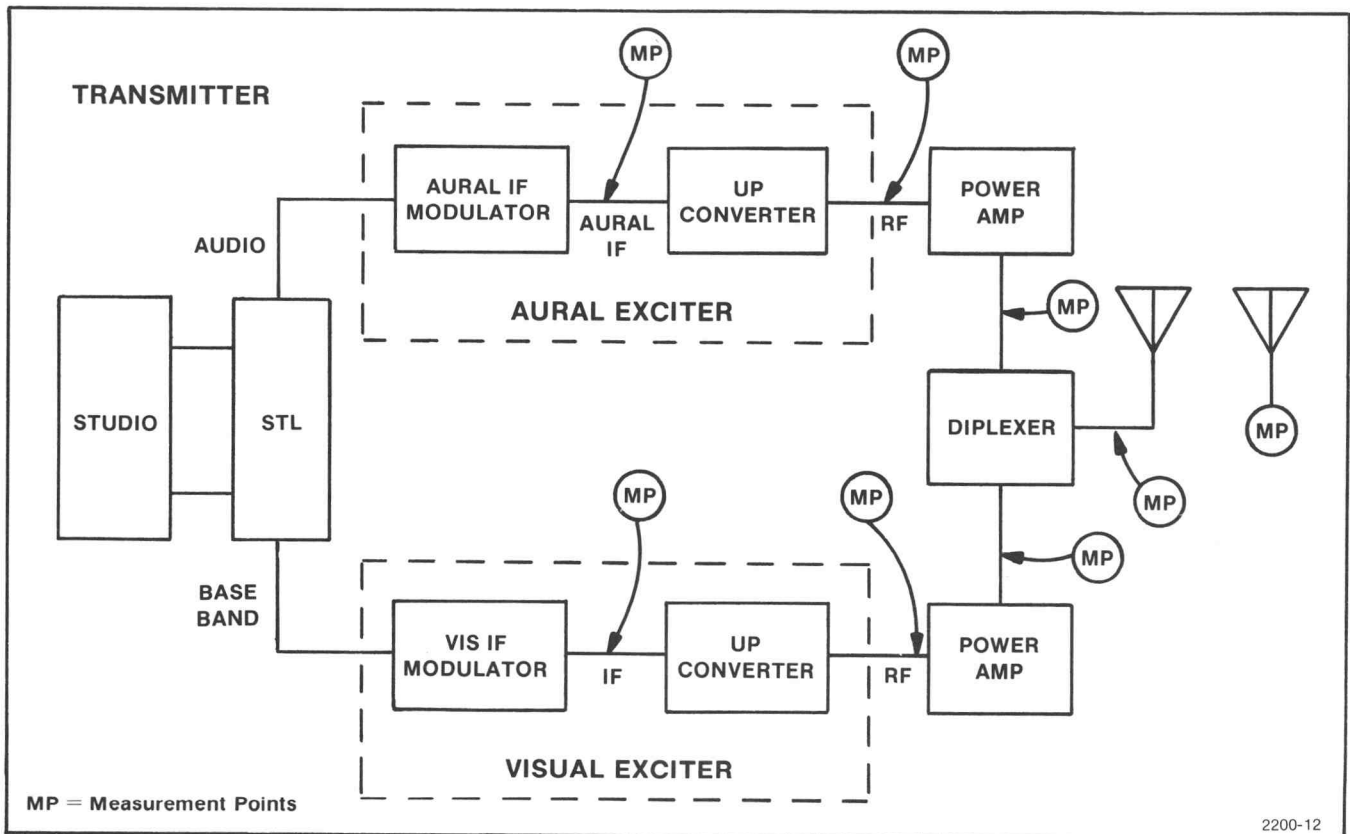 MP
MP
TRANSMITTER
AURAL IF
MODULATOR
AURAL
IF
UP
CONVERTER
RF
POWER
AMP
AUDIO
AURAL EXCITER
MP
STUDIO
STL
DIPLEXER
MP
MP
MP
MP
MP
BASE
BAND
VIS IF
MODULATOR
IF
UP
CONVERTER
RF
POWER
AMP
VISUAL EXCITER
MP = Measurement Points
2200-12